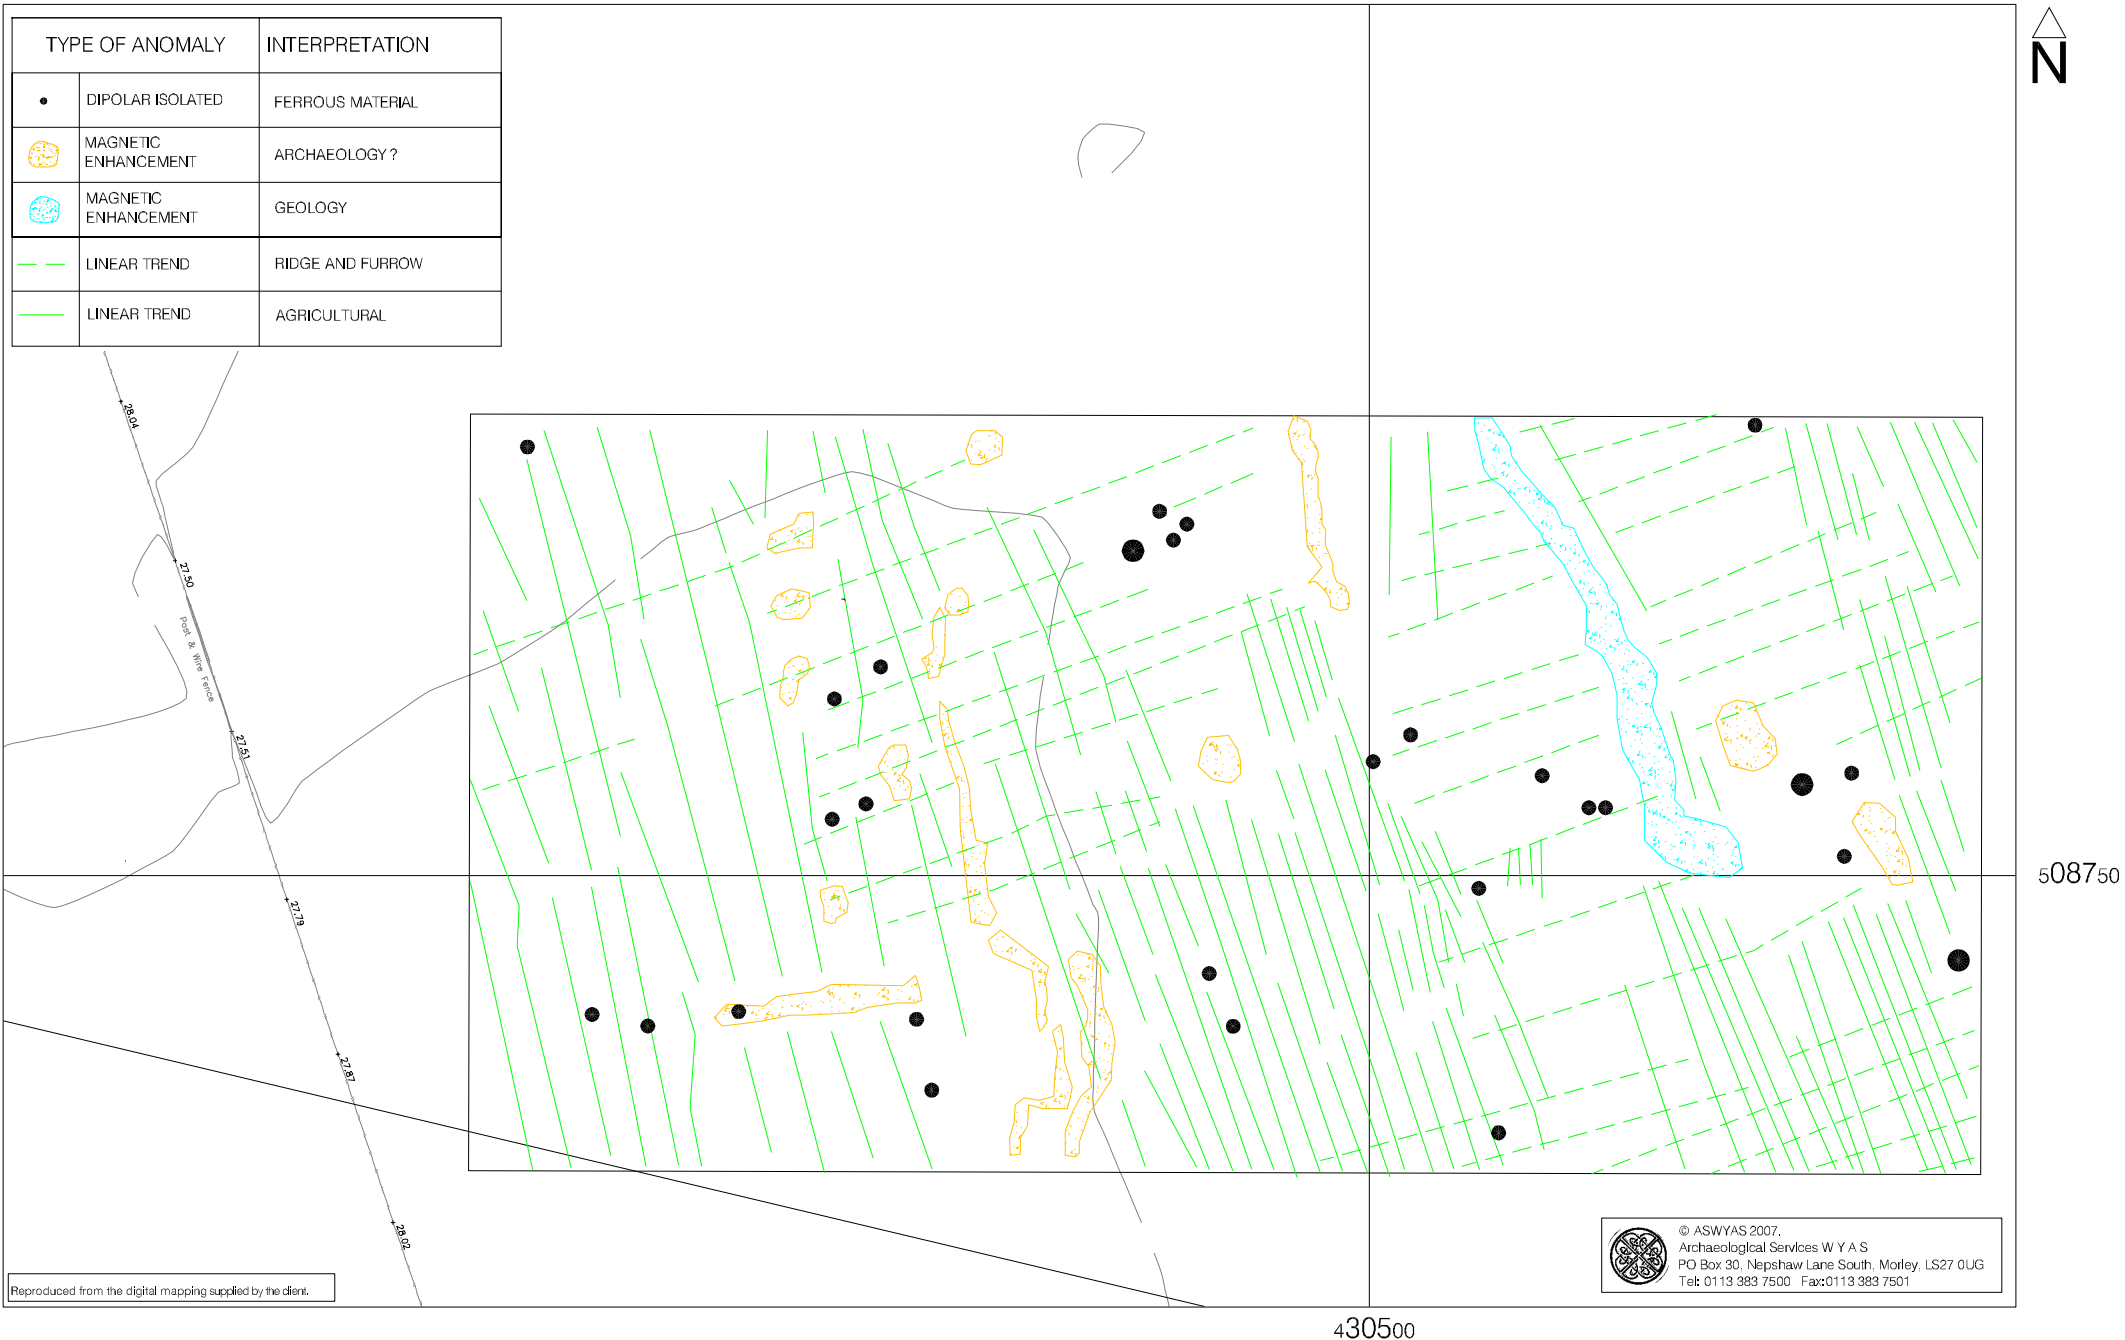 TYPE OF ANOMALY INTERPRETATION
DIPOLAR ISOLATED FERROUS MATERIAL
MAGNETIC
ENHANCEMENT
ARCHAEOLOGY ?
MAGNETIC
ENHANCEMENT
GEOLOGY
LINEAR TREND RIDGE AND FURROW
LINEAR TREND AGRICULTURAL
N
28.04
27.50
Post & Wire Fence
27.51
27.79
27.87
28.02
508750
430500
© ASWYAS 2007.
Archaeological Services W Y A S
PO Box 30, Nepshaw Lane South, Morley, LS27 0UG
Tel: 0113 383 7500 Fax: 0113 383 7501
Reproduced from the digital mapping supplied by the client.